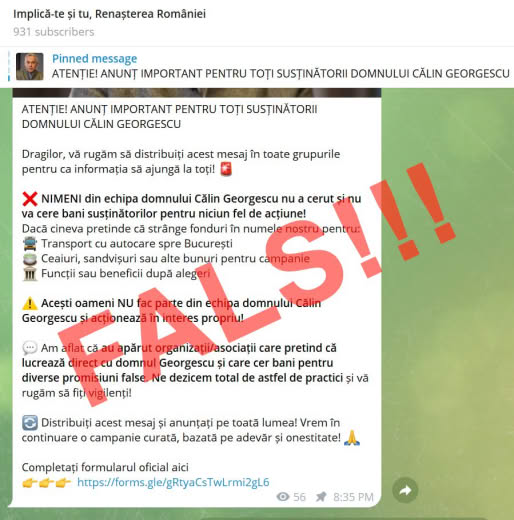 Implică-te și tu, Renașterea României
931 subscribers
Pinned message
ATENȚIE! ANUNȚ IMPORTANT PENTRU TOȚI SUSȚINĂTORII DOMNULUI CĂLIN GEORGESCU
ATENȚIE! ANUNȚ IMPORTANT PENTRU TOȚI SUSȚINĂTORII
DOMNULUI CĂLIN GEORGESCU
Dragilor, vă rugăm să distribuiți acest mesaj în toate grupurile
pentru ca informația să ajungă la toți! 🚨
❌ NIMENI din echipa domnului Călin Georgescu nu a cerut și nu
va cere bani susținătorilor pentru niciun fel de acțiune!
Dacă cineva pretinde că strânge fonduri în numele nostru pentru:
🚌 Transport cu autocare spre București
🍲 Ceaiuri, sandvișuri sau alte bunuri pentru campanie
🏛 Funcții sau beneficii după alegeri
⚠️ Acești oameni NU fac parte din echipa domnului Călin
Georgescu și acționează în interes propriu!
💬 Am aflat că au apărut organizații/asociații care pretind că
lucrează direct cu domnul Georgescu și care cer bani pentru
diverse promisiuni false. Ne dezicem total de astfel de practici și vă
rugăm să fiți vigilenți!
🔄 Distribuiți acest mesaj și anunțați pe toată lumea! Vrem în
continuare o campanie curată, bazată pe adevăr și onestitate! 🙏
Completați formularul oficial aici
👉👉👉 https://forms.gle/gRtyaCsTwLrmi2gL6
56 8:35 PM
FALS!!!